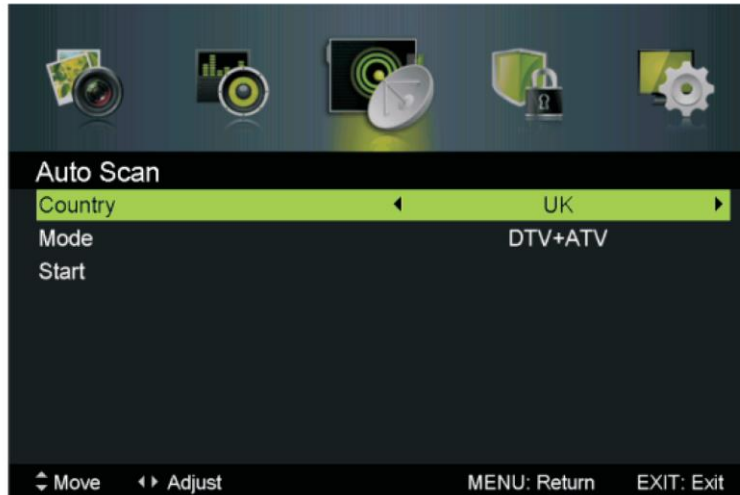 Auto Scan
Country UK
Mode DTV+ATV
Start
Move Adjust MENU: Return EXIT: Exit